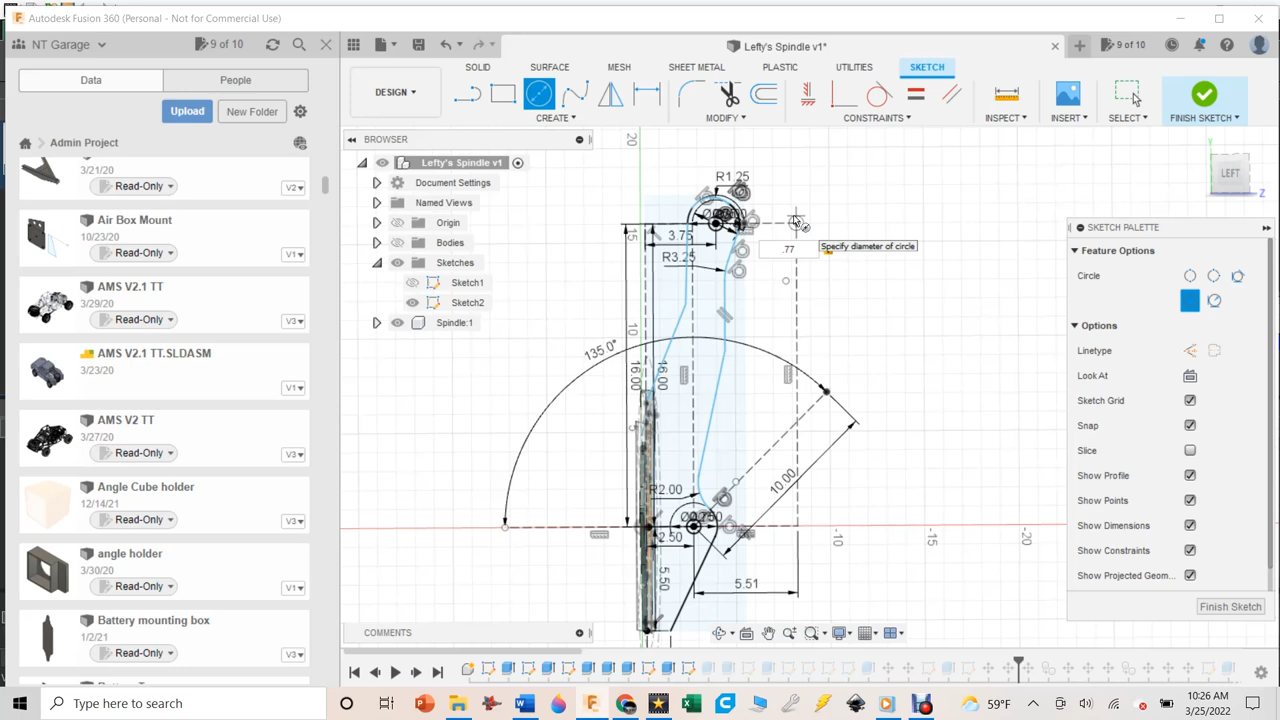 Autodesk Fusion 360 (Personal - Not for Commercial Use)
NT Garage
9 of 10
Lefty's Spindle v1*
9 of 10
Data
People
Upload
New Folder
Admin Project
3/21/20
Read-Only
V2
Air Box Mount
10/23/20
Read-Only
V1
AMS V2.1 TT
3/29/20
Read-Only
V3
AMS V2.1 TT.SLDASM
3/23/20
Read-Only
V1
AMS V2 TT
3/27/20
Read-Only
V3
Angle Cube holder
12/14/21
Read-Only
V3
angle holder
3/30/20
Read-Only
V1
Battery mounting box
1/2/21
Read-Only
V3
SOLID
SURFACE
MESH
SHEET METAL
PLASTIC
UTILITIES
SKETCH
DESIGN
CREATE
MODIFY
CONSTRAINTS
INSPECT
INSERT
SELECT
FINISH SKETCH
BROWSER
Lefty's Spindle v1
Document Settings
Named Views
Origin
Bodies
Sketches
Sketch1
Sketch2
Spindle:1
20
R1.25
15
3.75
R3.25
.77
Specify diameter of circle
10
135.0°
16.00
16.00
5
R2.00
10.00
2.50
5.50
5.51
-10
-15
-20
Y
LEFT
Z
SKETCH PALETTE
Feature Options
Circle
Options
Linetype
Look At
Sketch Grid
Snap
Slice
Show Profile
Show Points
Show Dimensions
Show Constraints
Show Projected Geom...
Finish Sketch
COMMENTS
Type here to search
59°F
10:26 AM
3/25/2022